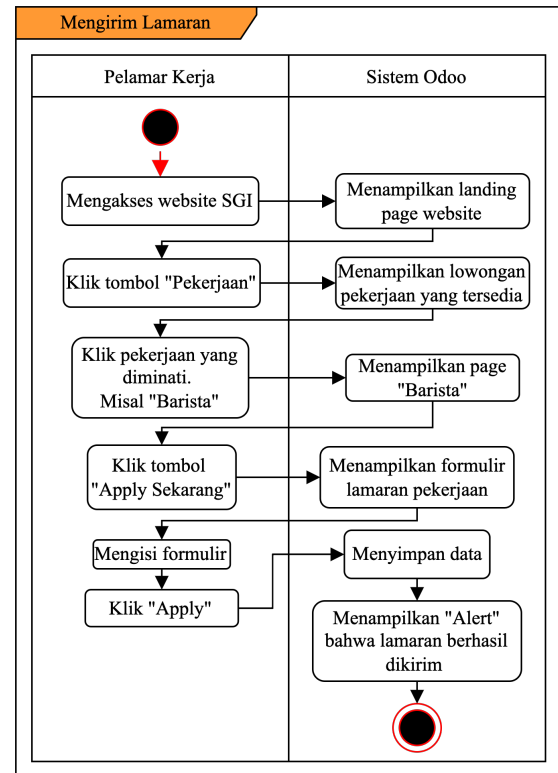 Mengirim Lamaran
Pelamar Kerja
Sistem Odoo
Mengakses website SGI
Menampilkan landing
page website
Klik tombol "Pekerjaan"
Menampilkan lowongan
pekerjaan yang tersedia
Klik pekerjaan yang
diminati.
Misal "Barista"
Menampilkan page
"Barista"
Klik tombol
"Apply Sekarang"
Menampilkan formulir
lamaran pekerjaan
Mengisi formulir
Klik "Apply"
Menyimpan data
Menampilkan "Alert"
bahwa lamaran berhasil
dikirim